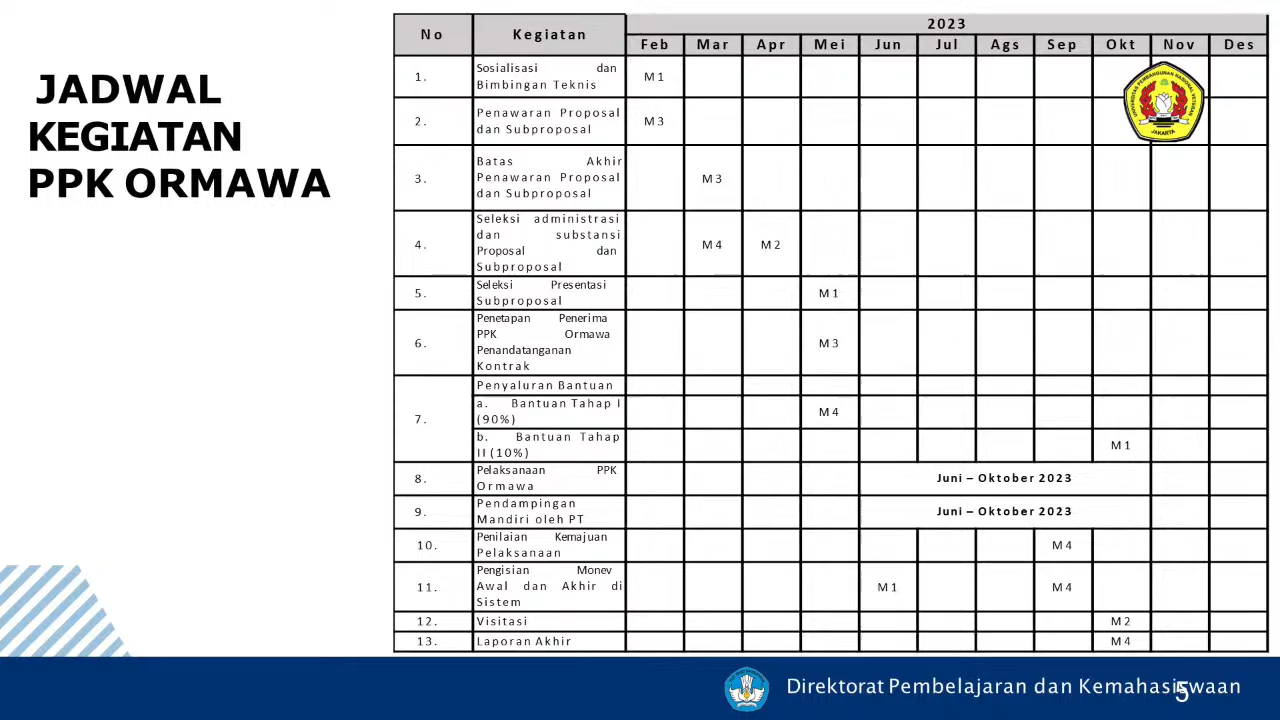 JADWAL
KEGIATAN
PPK ORMAWA
No Kegiatan 2023
Feb Mar Apr Mei Jun Jul Ags Sep Okt Nov Des
1. Sosialisasi dan
Bimbingan Teknis M1
2. Penawaran Proposal
dan Subproposal M3
3. Batas Akhir
Penawaran Proposal
dan Subproposal M3
4. Seleksi administrasi
dan substansi
Proposal dan
Subproposal M4 M2
5. Seleksi Presentasi
Subproposal M1
6. Penetapan Penerima
PPK Ormawa
Penandatanganan
Kontrak M3
7. Penyaluran Bantuan
a. Bantuan Tahap I
(90%) M4
b. Bantuan Tahap
II (10%) M1
8. Pelaksanaan PPK
Ormawa Juni – Oktober 2023
9. Pendampingan
Mandiri oleh PT Juni – Oktober 2023
10. Penilaian Kemajuan
Pelaksanaan M4
11. Pengisian Monev
Awal dan Akhir di
Sistem M1 M4
12. Visitasi M2
13. Laporan Akhir M4
UNIVERSITAS PEMBANGUNAN NASIONAL VETERAN
JAKARTA
Direktorat Pembelajaran dan Kemahasiswaan
5